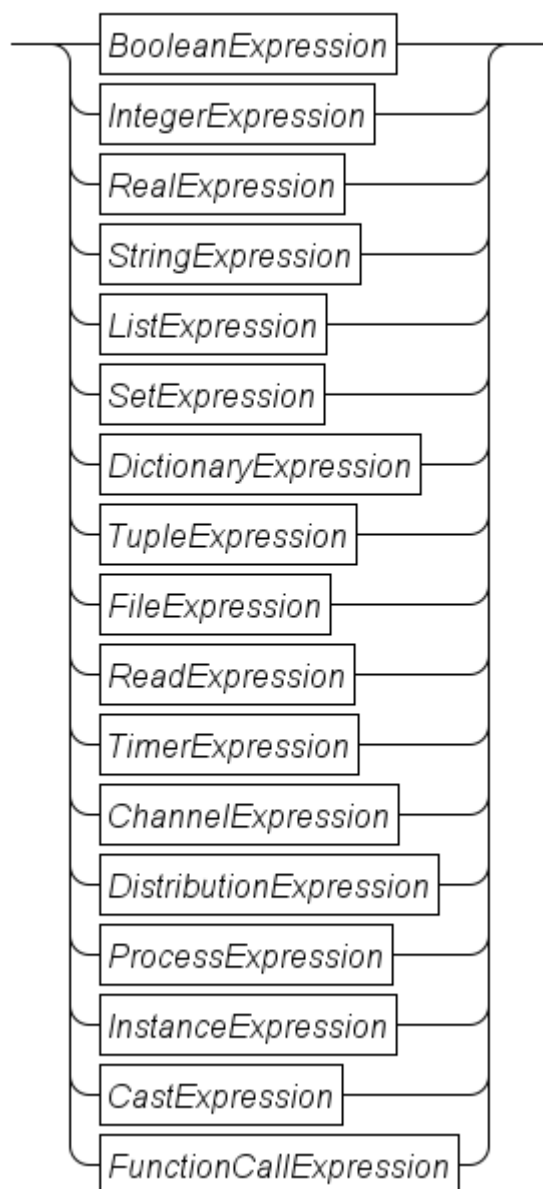 BooleanExpression
IntegerExpression
RealExpression
StringExpression
ListExpression
SetExpression
DictionaryExpression
TupleExpression
FileExpression
ReadExpression
TimerExpression
ChannelExpression
DistributionExpression
ProcessExpression
InstanceExpression
CastExpression
FunctionCallExpression